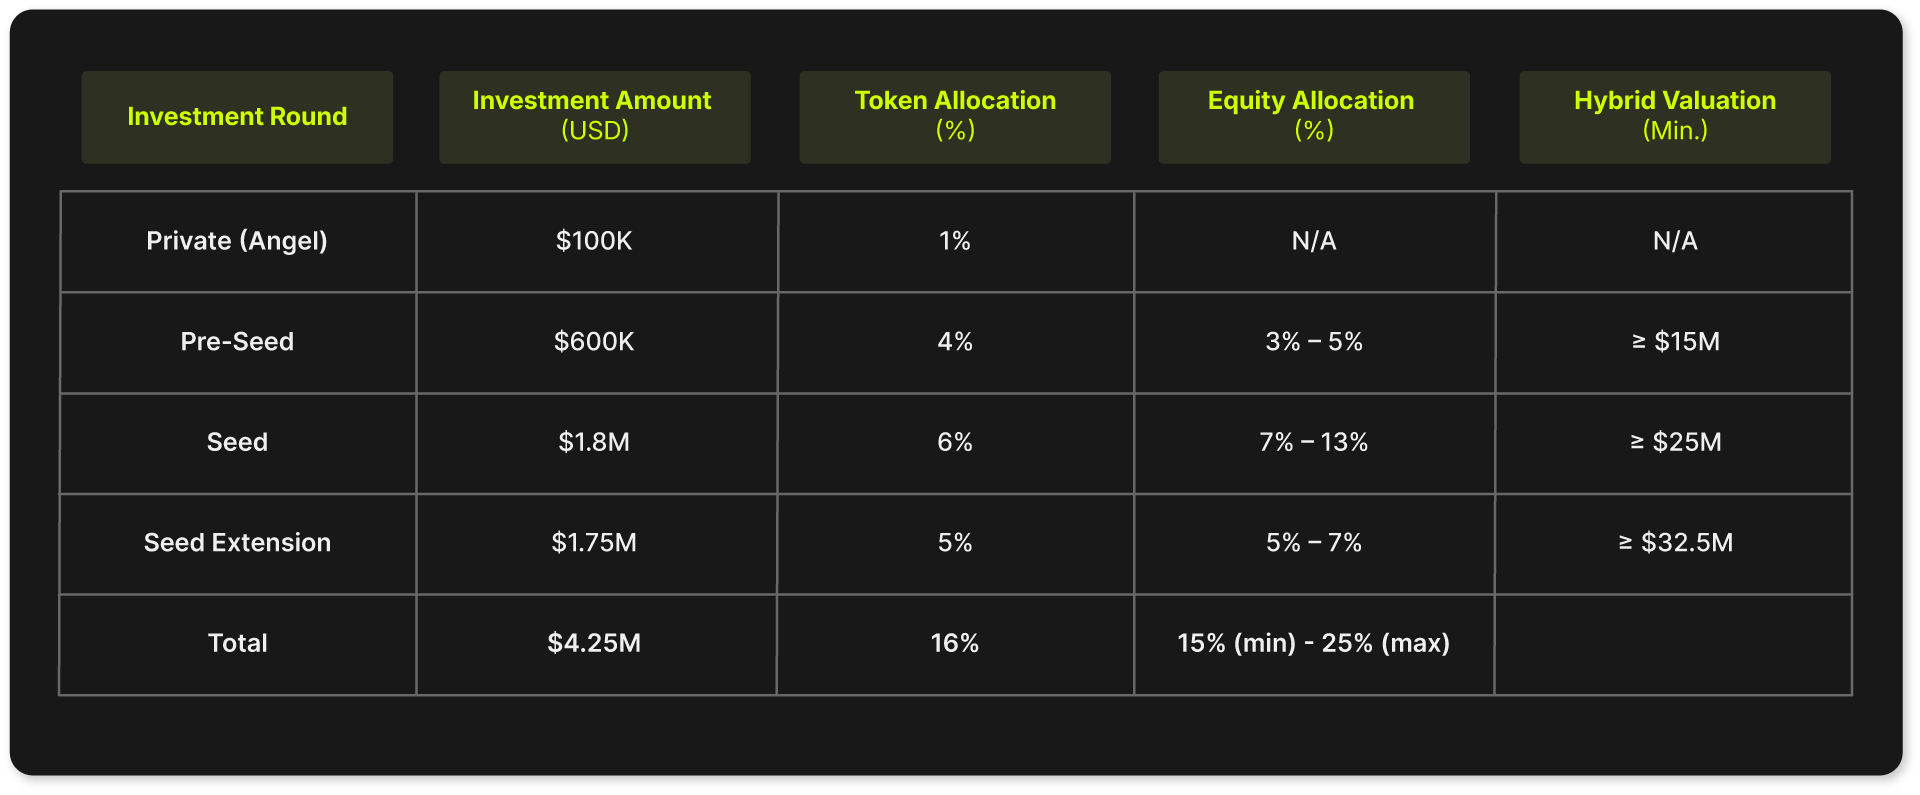 Investment Round
Investment Amount
(USD)
Token Allocation
(%)
Equity Allocation
(%)
Hybrid Valuation
(Min.)
Private (Angel) $100K 1% N/A N/A
Pre-Seed $600K 4% 3% – 5% ≥ $15M
Seed $1.8M 6% 7% – 13% ≥ $25M
Seed Extension $1.75M 5% 5% – 7% ≥ $32.5M
Total $4.25M 16% 15% (min) - 25% (max)